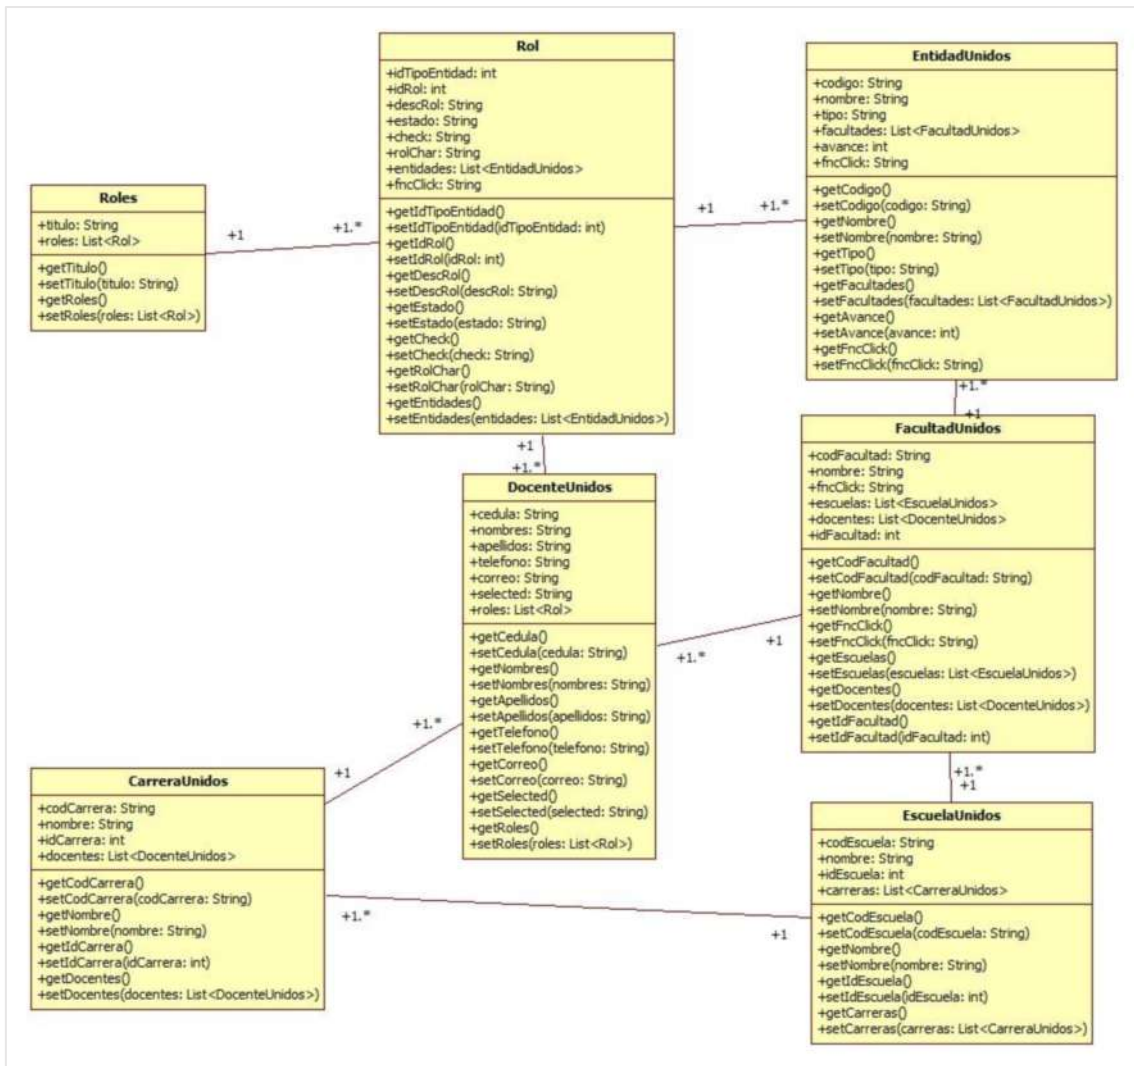 Rol
+idTipoEntidad: int
+idRol: int
+descRol: String
+estado: String
+check: String
+rolChar: String
+entidades: List<EntidadUnidos>
+fncClick: String
+getIdTipoEntidad()
+setIdTipoEntidad(idTipoEntidad: int)
+getIdRol()
+setIdRol(idRol: int)
+getDescRol()
+setDescRol(descRol: String)
+getEstado()
+setEstado(estado: String)
+getCheck()
+setCheck(check: String)
+getRolChar()
+setRolChar(rolChar: String)
+getEntidades()
+setEntidades(entidades: List<EntidadUnidos>)
EntidadUnidos
+codigo: String
+nombre: String
+tipo: String
+facultades: List<FacultadUnidos>
+avance: int
+fncClick: String
+getCodigo()
+setCodigo(codigo: String)
+getNombre()
+setNombre(nombre: String)
+getTipo()
+setTipo(tipo: String)
+getFacultades()
+setFacultades(facultades: List<FacultadUnidos>)
+getAvance()
+setAvance(avance: int)
+getFncClick()
+setFncClick(fncClick: String)
Roles
+titulo: String
+roles: List<Rol>
+getTitulo()
+setTitulo(titulo: String)
+getRoles()
+setRoles(roles: List<Rol>)
+1
+1.*
+1
+1.*
+1.*
+1
+1
+1.*
FacultadUnidos
+codFacultad: String
+nombre: String
+fncClick: String
+escuelas: List<EscuelaUnidos>
+docentes: List<DocenteUnidos>
+idFacultad: int
+getCodFacultad()
+setCodFacultad(codFacultad: String)
+getNombre()
+setNombre(nombre: String)
+getFncClick()
+setFncClick(fncClick: String)
+getEscuelas()
+setEscuelas(escuelas: List<EscuelaUnidos>)
+getDocentes()
+setDocentes(docentes: List<DocenteUnidos>)
+getIdFacultad()
+setIdFacultad(idFacultad: int)
DocenteUnidos
+cedula: String
+nombres: String
+apellidos: String
+telefono: String
+correo: String
+selected: Striing
+roles: List<Rol>
+getCedula()
+setCedula(cedula: String)
+getNombres()
+setNombres(nombres: String)
+getApellidos()
+setApellidos(apellidos: String)
+getTelefono()
+setTelefono(telefono: String)
+getCorreo()
+setCorreo(correo: String)
+getSelected()
+setSelected(selected: String)
+getRoles()
+setRoles(roles: List<Rol>)
+1.*
+1
+1.*
+1
+1.*
+1
CarreraUnidos
+codCarrera: String
+nombre: String
+idCarrera: int
+docentes: List<DocenteUnidos>
+getCodCarrera()
+setCodCarrera(codCarrera: String)
+getNombre()
+setNombre(nombre: String)
+getIdCarrera()
+setIdCarrera(idCarrera: int)
+getDocentes()
+setDocentes(docentes: List<DocenteUnidos>)
+1.*
+1
EscuelaUnidos
+codEscuela: String
+nombre: String
+idEscuela: int
+carreras: List<CarreraUnidos>
+getCodEscuela()
+setCodEscuela(codEscuela: String)
+getNombre()
+setNombre(nombre: String)
+getIdEscuela()
+setIdEscuela(idEscuela: int)
+getCarreras()
+setCarreras(carreras: List<CarreraUnidos>)